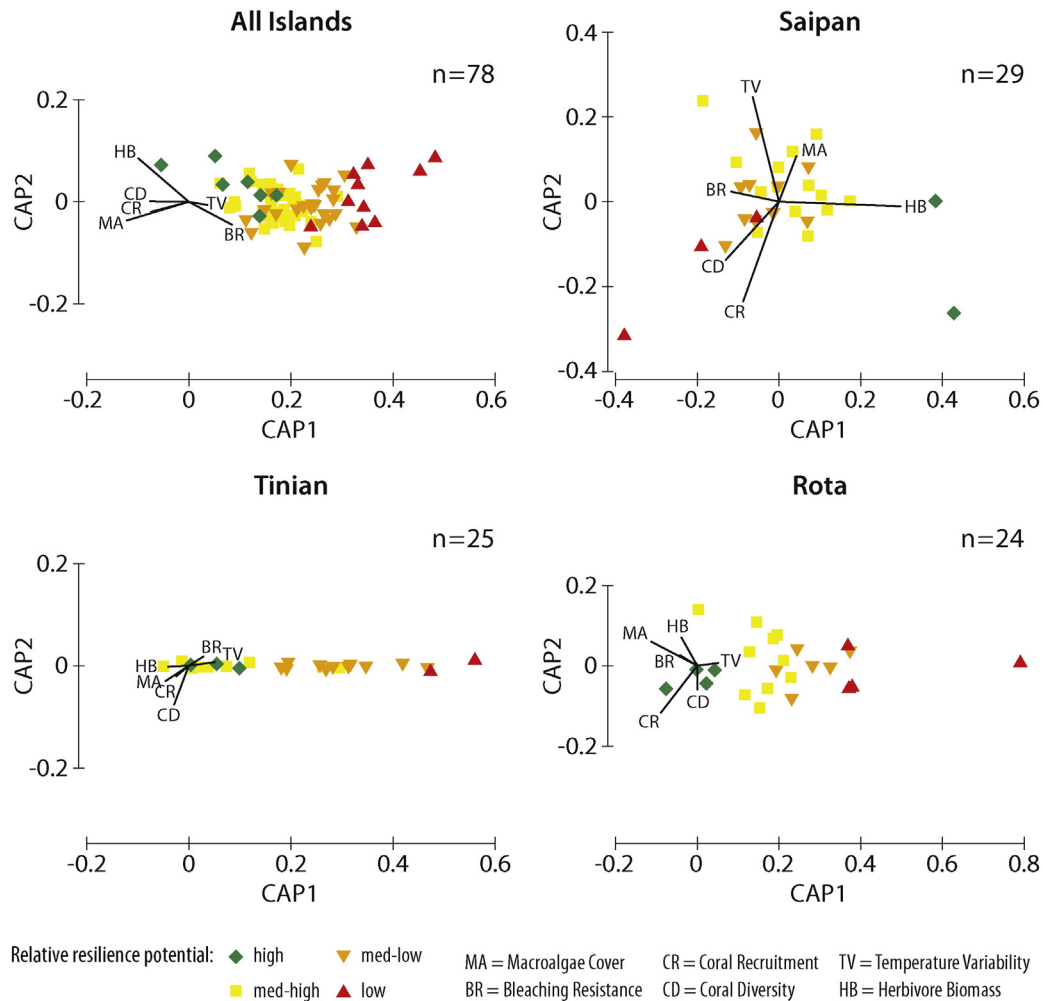 All Islands
n=78
0.2
0
-0.2
CAP2
HB
CD
CR
MA
TV
BR
-0.2 0 0.2 0.4 0.6
CAP1
Saipan
n=29
0.4
0.2
0
-0.2
-0.4
CAP2
TV
MA
BR
HB
CD
CR
-0.4 -0.2 0 0.2 0.4 0.6
CAP1
Tinian
n=25
0.2
0
-0.2
CAP2
BR
TV
HB
MA
CR
CD
-0.2 0 0.2 0.4 0.6
CAP1
Rota
n=24
0.2
0
-0.2
CAP2
MA
HB
BR
TV
CD
CR
-0.2 0 0.2 0.4 0.6 0.8
CAP1
Relative resilience potential: high med-low
med-high low
MA = Macroalgae Cover CR = Coral Recruitment TV = Temperature Variability
BR = Bleaching Resistance CD = Coral Diversity HB = Herbivore Biomass